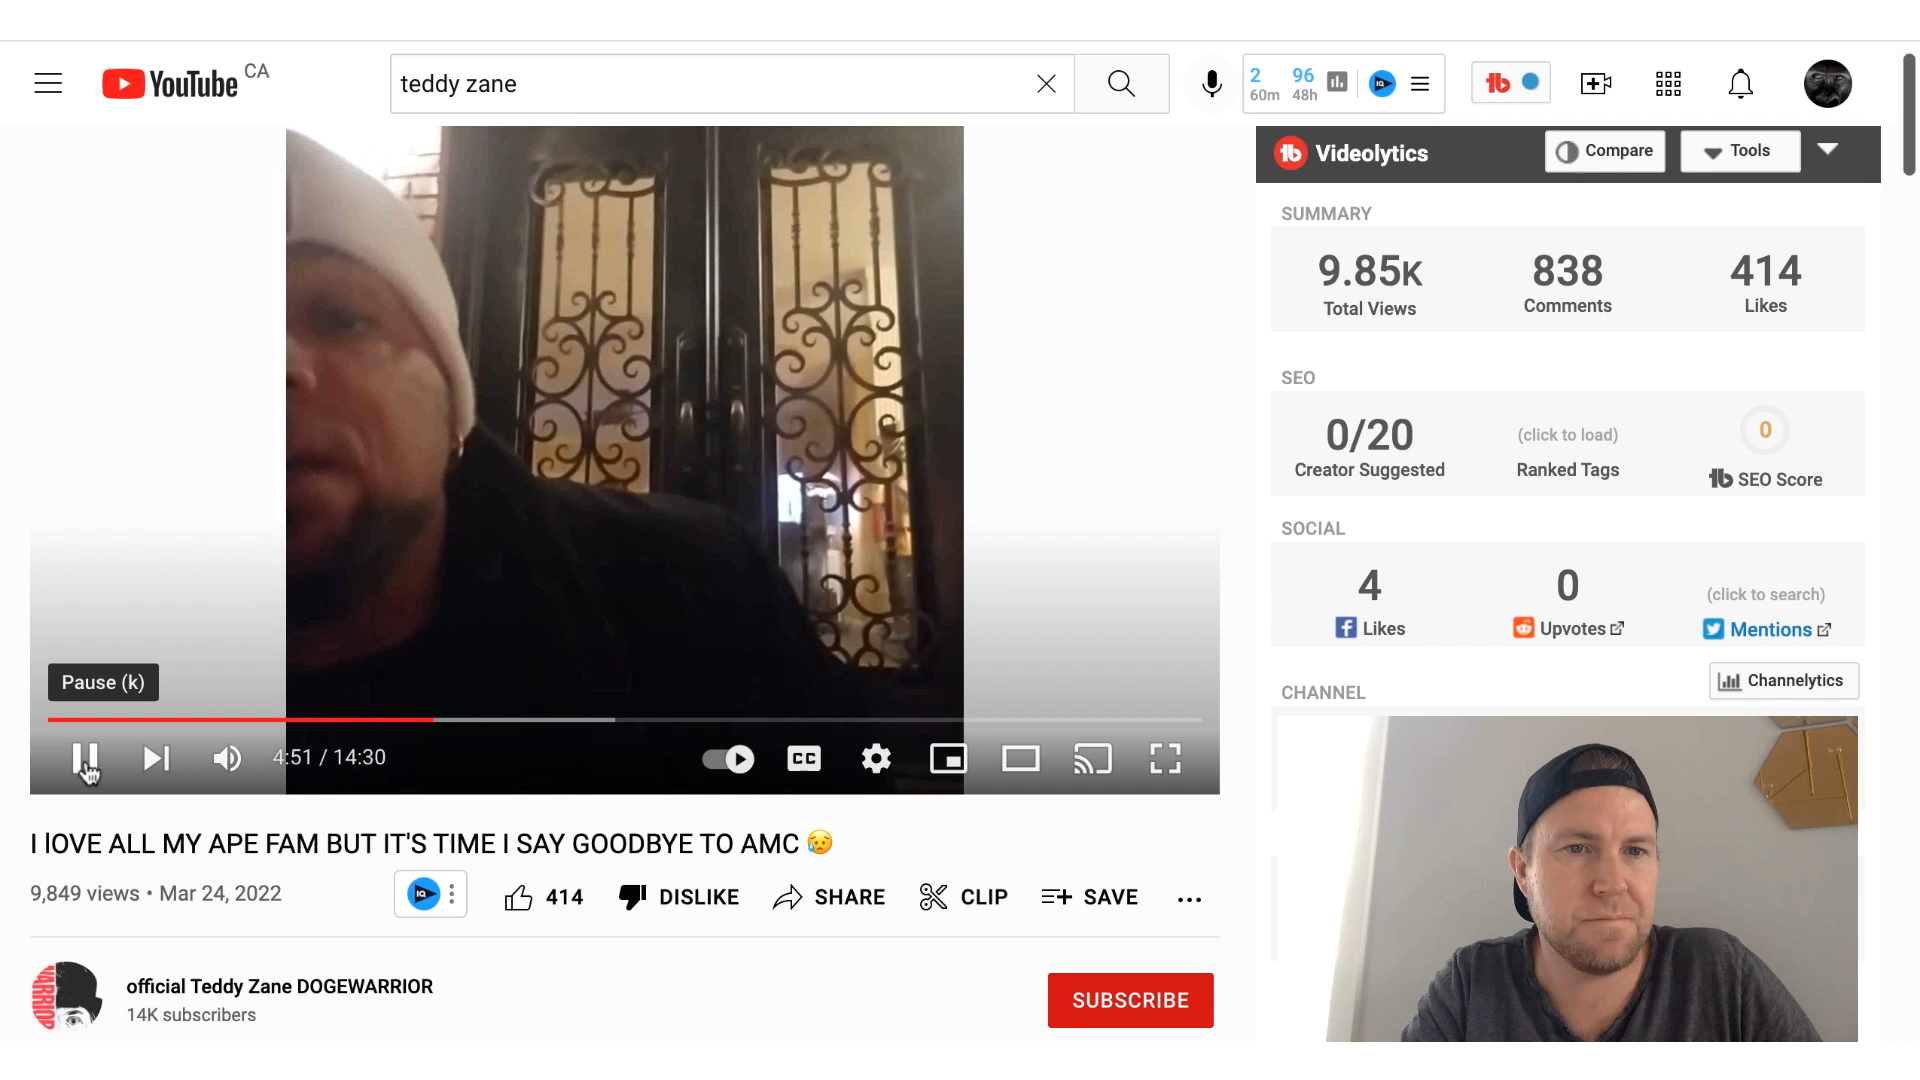 YouTube CA
teddy zane
2 96
60m 48h
IQ
Videolytics
Compare
Tools
SUMMARY
9.85K 838 414
Total Views Comments Likes
SEO
0/20 (click to load) 0
Creator Suggested Ranked Tags SEO Score
SOCIAL
4 0 (click to search)
Likes Upvotes Mentions
CHANNEL Channelytics
Pause (k)
4:51 / 14:30
CC
I lOVE ALL MY APE FAM BUT IT'S TIME I SAY GOODBYE TO AMC 😥
9,849 views • Mar 24, 2022
IQ 414 DISLIKE SHARE CLIP SAVE ...
WARRIOR
official Teddy Zane DOGEWARRIOR
14K subscribers
SUBSCRIBE